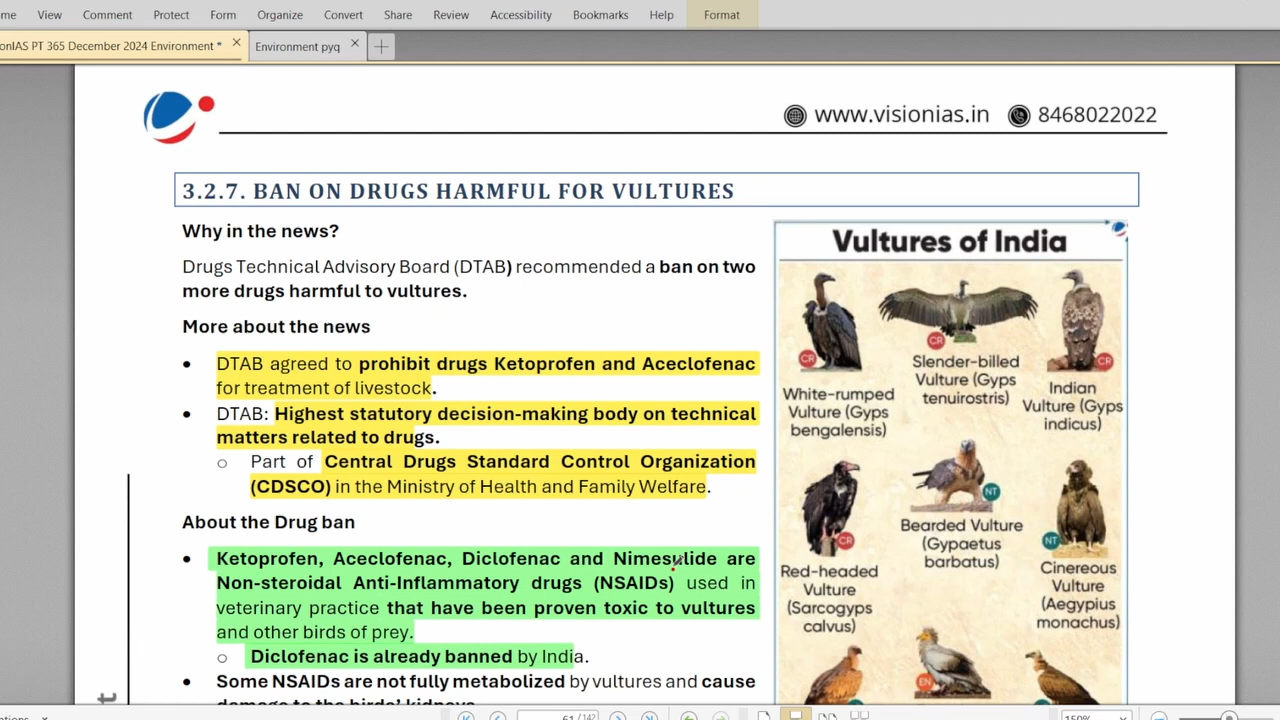 me View Comment Protect Form Organize Convert Share Review Accessibility Bookmarks Help Format
onIAS PT 365 December 2024 Environment * Environment pyq
www.visionias.in 8468022022
3.2.7. BAN ON DRUGS HARMFUL FOR VULTURES
Why in the news?
Drugs Technical Advisory Board (DTAB) recommended a ban on two
more drugs harmful to vultures.
More about the news
• DTAB agreed to prohibit drugs Ketoprofen and Aceclofenac
for treatment of livestock.
• DTAB: Highest statutory decision-making body on technical
matters related to drugs.
o Part of Central Drugs Standard Control Organization
(CDSCO) in the Ministry of Health and Family Welfare.
About the Drug ban
• Ketoprofen, Aceclofenac, Diclofenac and Nimesulide are
Non-steroidal Anti-Inflammatory drugs (NSAIDs) used in
veterinary practice that have been proven toxic to vultures
and other birds of prey.
o Diclofenac is already banned by India.
• Some NSAIDs are not fully metabolized by vultures and cause
damage to the birds' kidneys
Vultures of India
CR
CR
CR
White-rumped
Vulture (Gyps
bengalensis)
Slender-billed
Vulture (Gyps
tenuirostris)
Indian
Vulture (Gyps
indicus)
CR
NT
NT
Red-headed
Vulture
(Sarcogyps
calvus)
Bearded Vulture
(Gypaetus
barbatus)
Cinereous
Vulture
(Aegypius
monachus)
EN
t
ations
61 / 142
150%